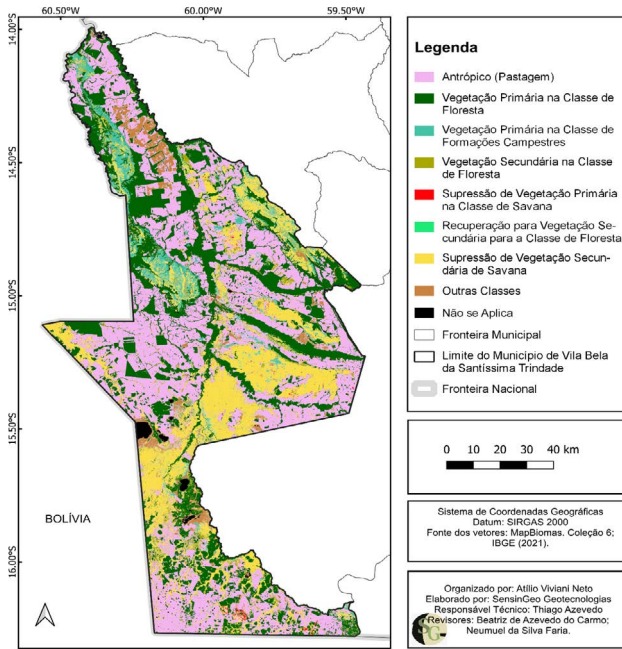 60.50°W 60.00°W 59.50°W
14.00°S
14.50°S
15.00°S
15.50°S
16.00°S
BOLÍVIA
Legenda
Antrópico (Pastagem)
Vegetação Primária na Classe de
Floresta
Vegetação Primária na Classe de
Formações Campestres
Vegetação Secundária na Classe
de Floresta
Supressão de Vegetação Primária
na Classe de Savana
Recuperação para Vegetação Se-
cundária para a Classe de Floresta
Supressão de Vegetação Secun-
dária de Savana
Outras Classes
Não se Aplica
Fronteira Municipal
Limite do Municipio de Vila Bela
da Santíssima Trindade
Fronteira Nacional
0 10 20 30 40 km
Sistema de Coordenadas Geográficas
Datum: SIRGAS 2000
Fonte dos vetores: MapBiomas. Coleção 6;
IBGE (2021).
Organizado por: Atílio Viviani Neto
Elaborado por: SensinGeo Geotecnologias
Responsável Técnico: Thiago Azevedo
Revisores: Beatriz de Azevedo do Carmo;
Neumuel da Silva Faria.
SG